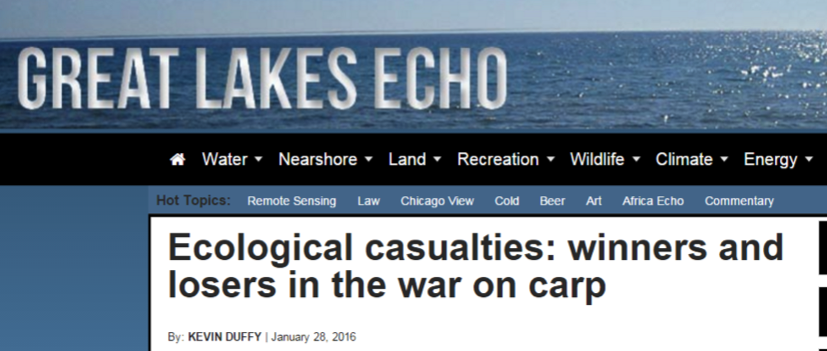 GREAT LAKES ECHO
Water Nearshore Land Recreation Wildlife Climate Energy
Hot Topics: Remote Sensing Law Chicago View Cold Beer Art Africa Echo Commentary
Ecological casualties: winners and
losers in the war on carp
By: KEVIN DUFFY | January 28, 2016